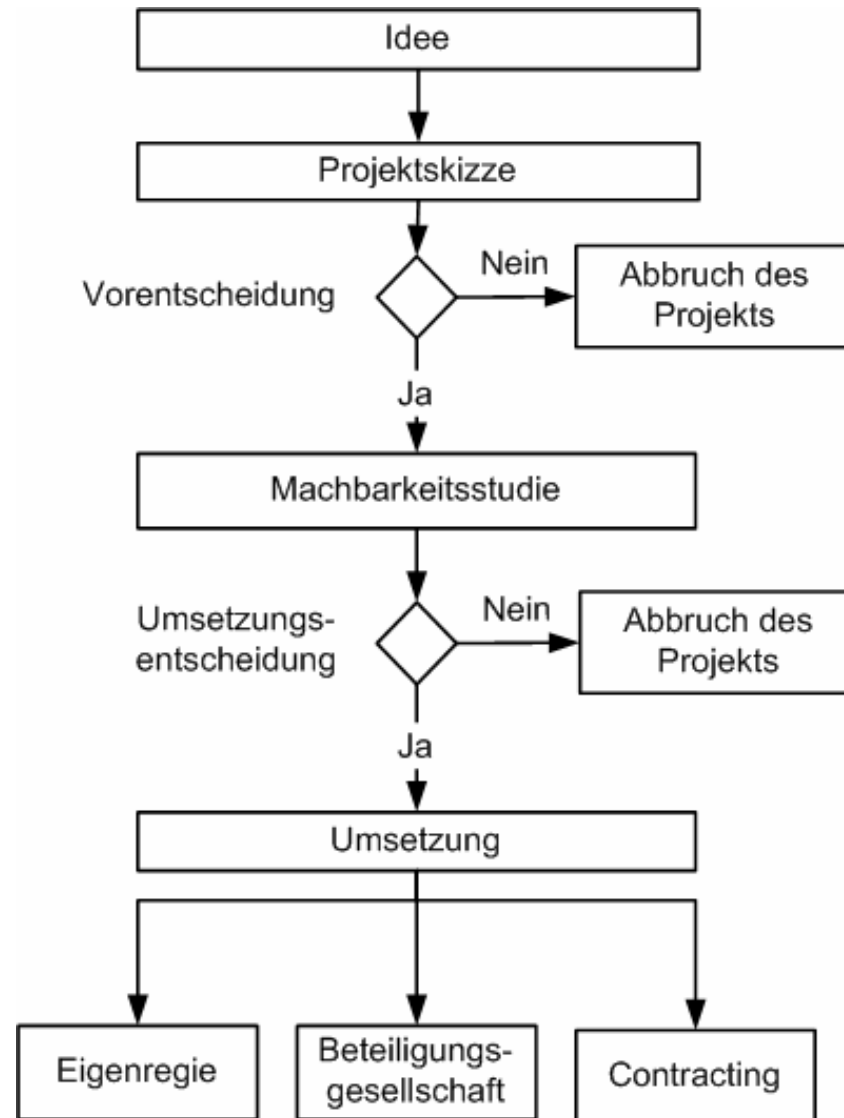 Idee
Projektskizze
Vorentscheidung
Nein
Abbruch des
Projekts
Ja
Machbarkeitsstudie
Umsetzungs-
entscheidung
Nein
Abbruch des
Projekts
Ja
Umsetzung
Eigenregie
Beteiligungs-
gesellschaft
Contracting